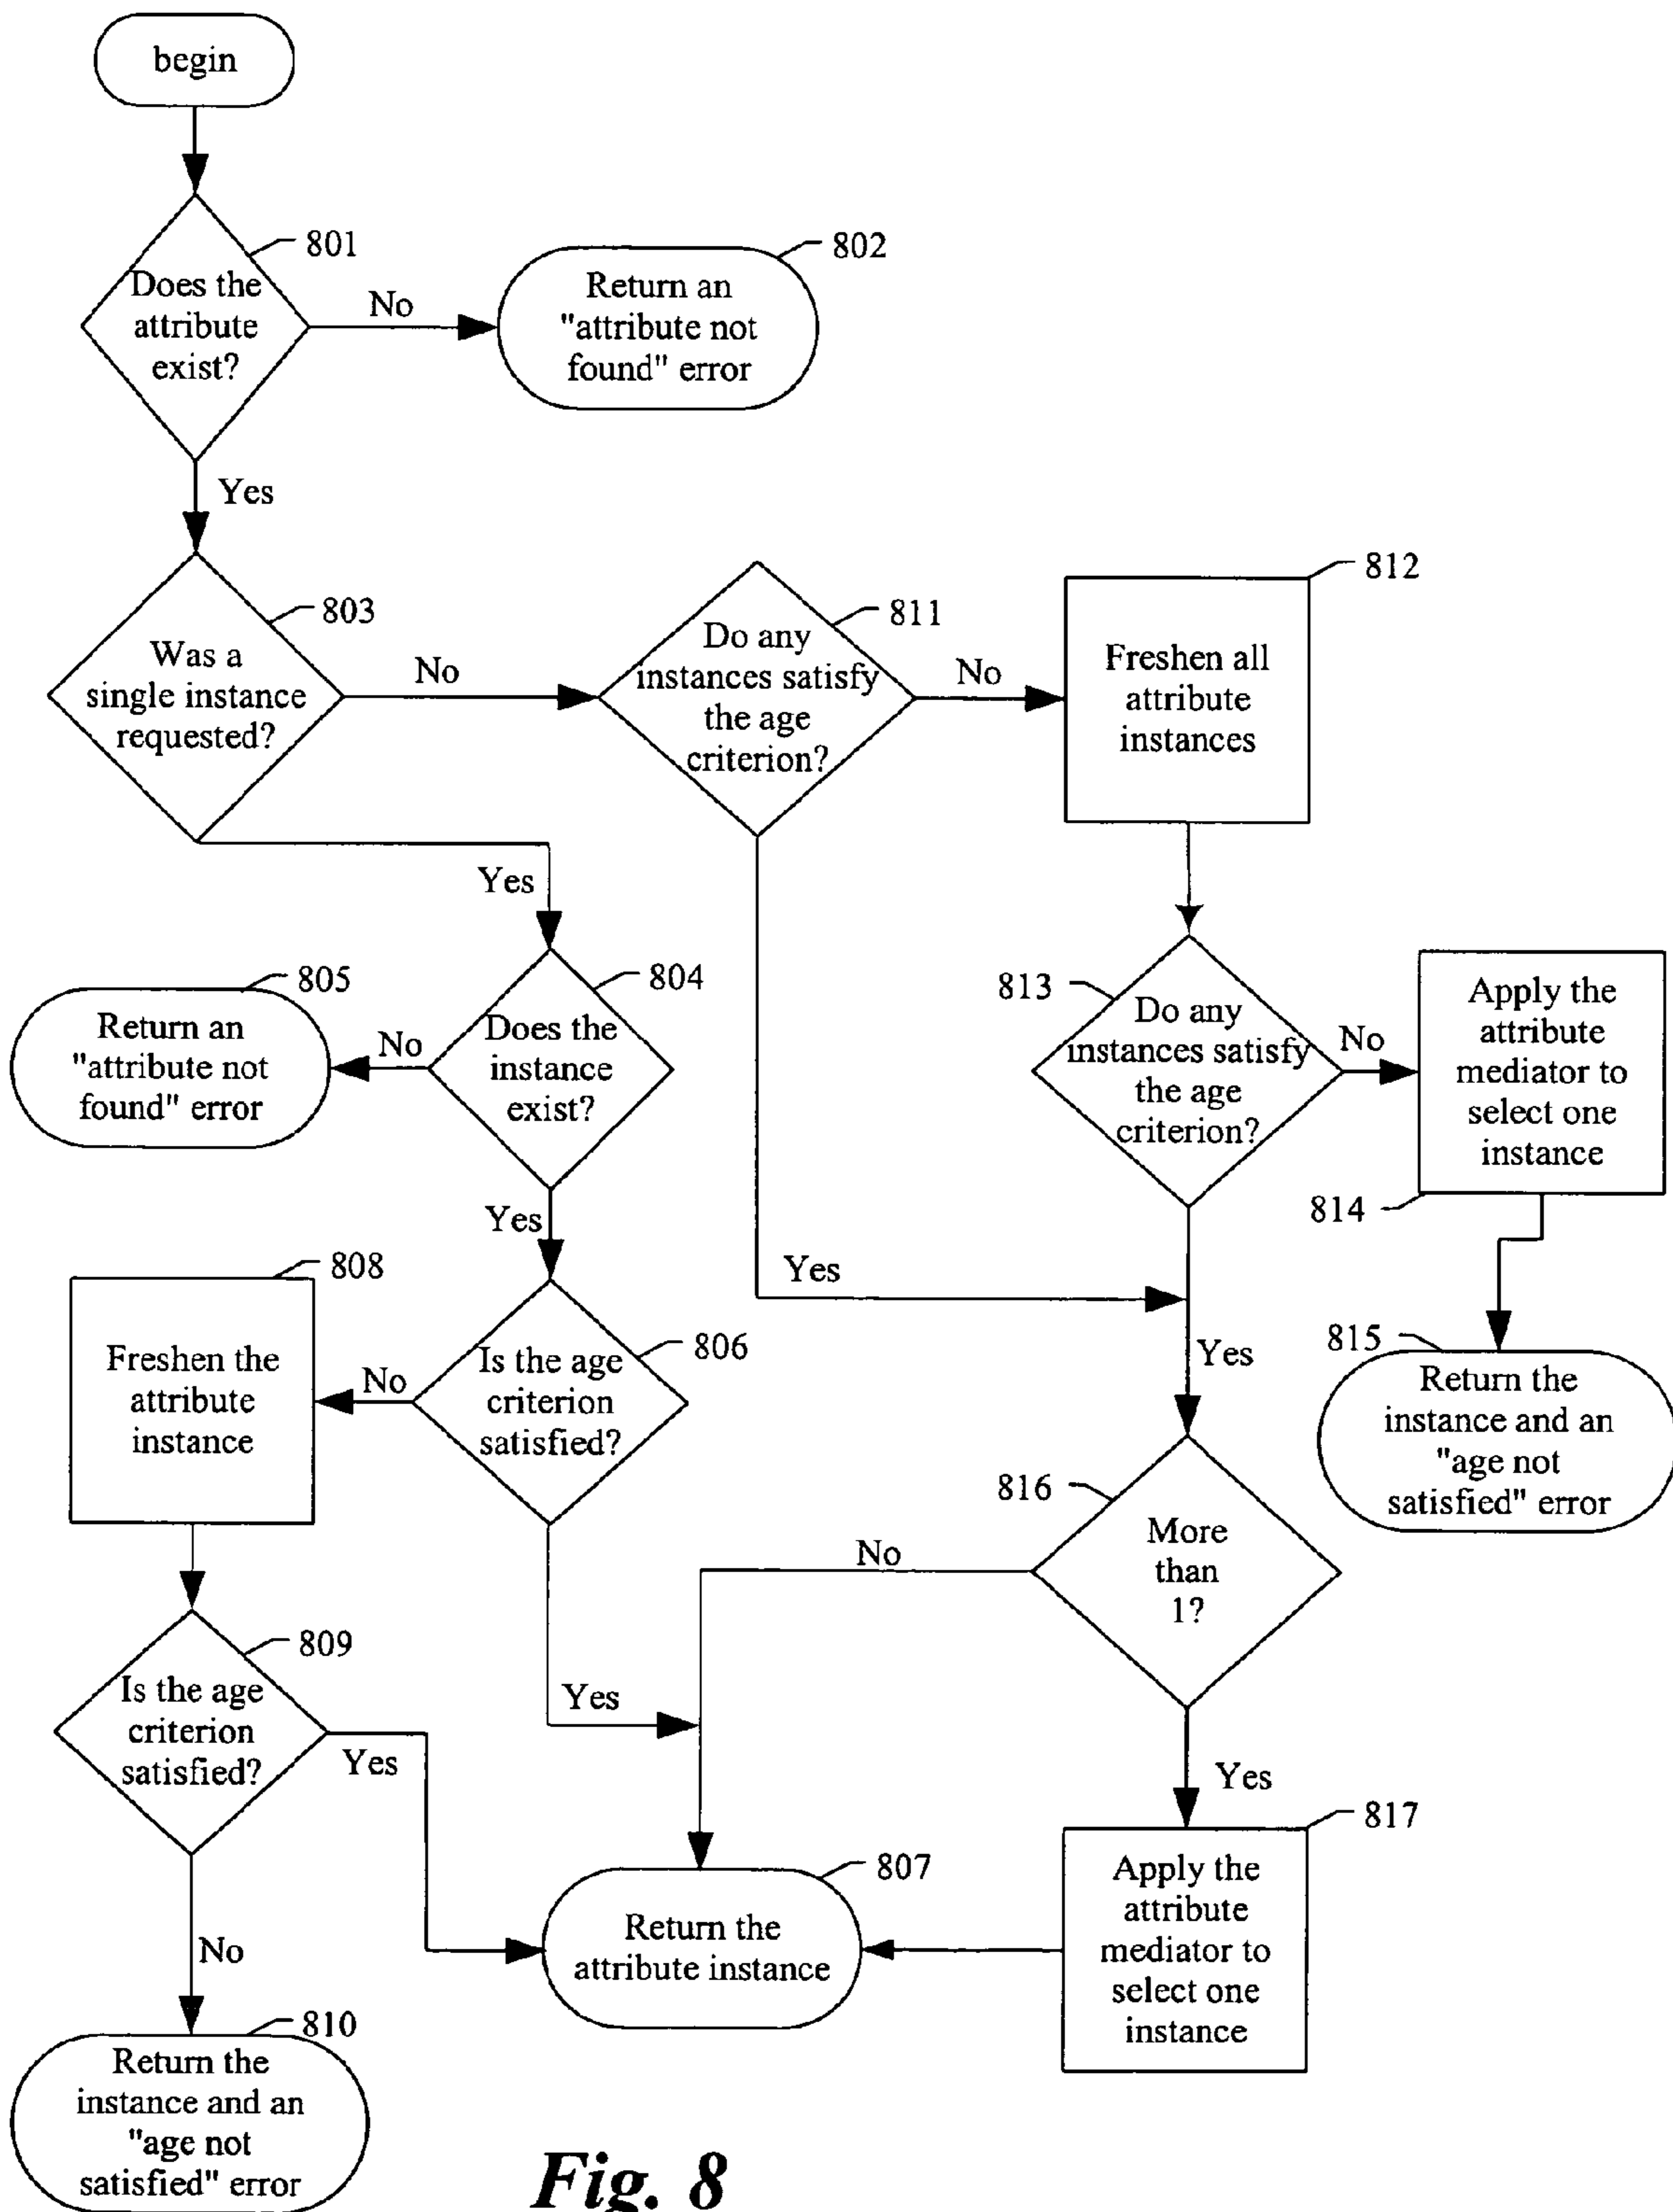 begin
801
Does the
attribute
exist?
No
802
Return an
"attribute not
found" error
Yes
803
Was a
single instance
requested?
No
811
Do any
instances satisfy
the age
criterion?
No
812
Freshen all
attribute
instances
Yes
805
Return an
"attribute not
found" error
No
804
Does the
instance
exist?
813
Do any
instances satisfy
the age
criterion?
No
Apply the
attribute
mediator to
select one
instance
814
Yes
Yes
808
Freshen the
attribute
instance
No
806
Is the age
criterion
satisfied?
Yes
815
Return the
instance and an
"age not
satisfied" error
816
More
than
1?
No
809
Is the age
criterion
satisfied?
Yes
Yes
Yes
817
Apply the
attribute
mediator to
select one
instance
807
Return the
attribute instance
No
810
Return the
instance and an
"age not
satisfied" error
Fig. 8